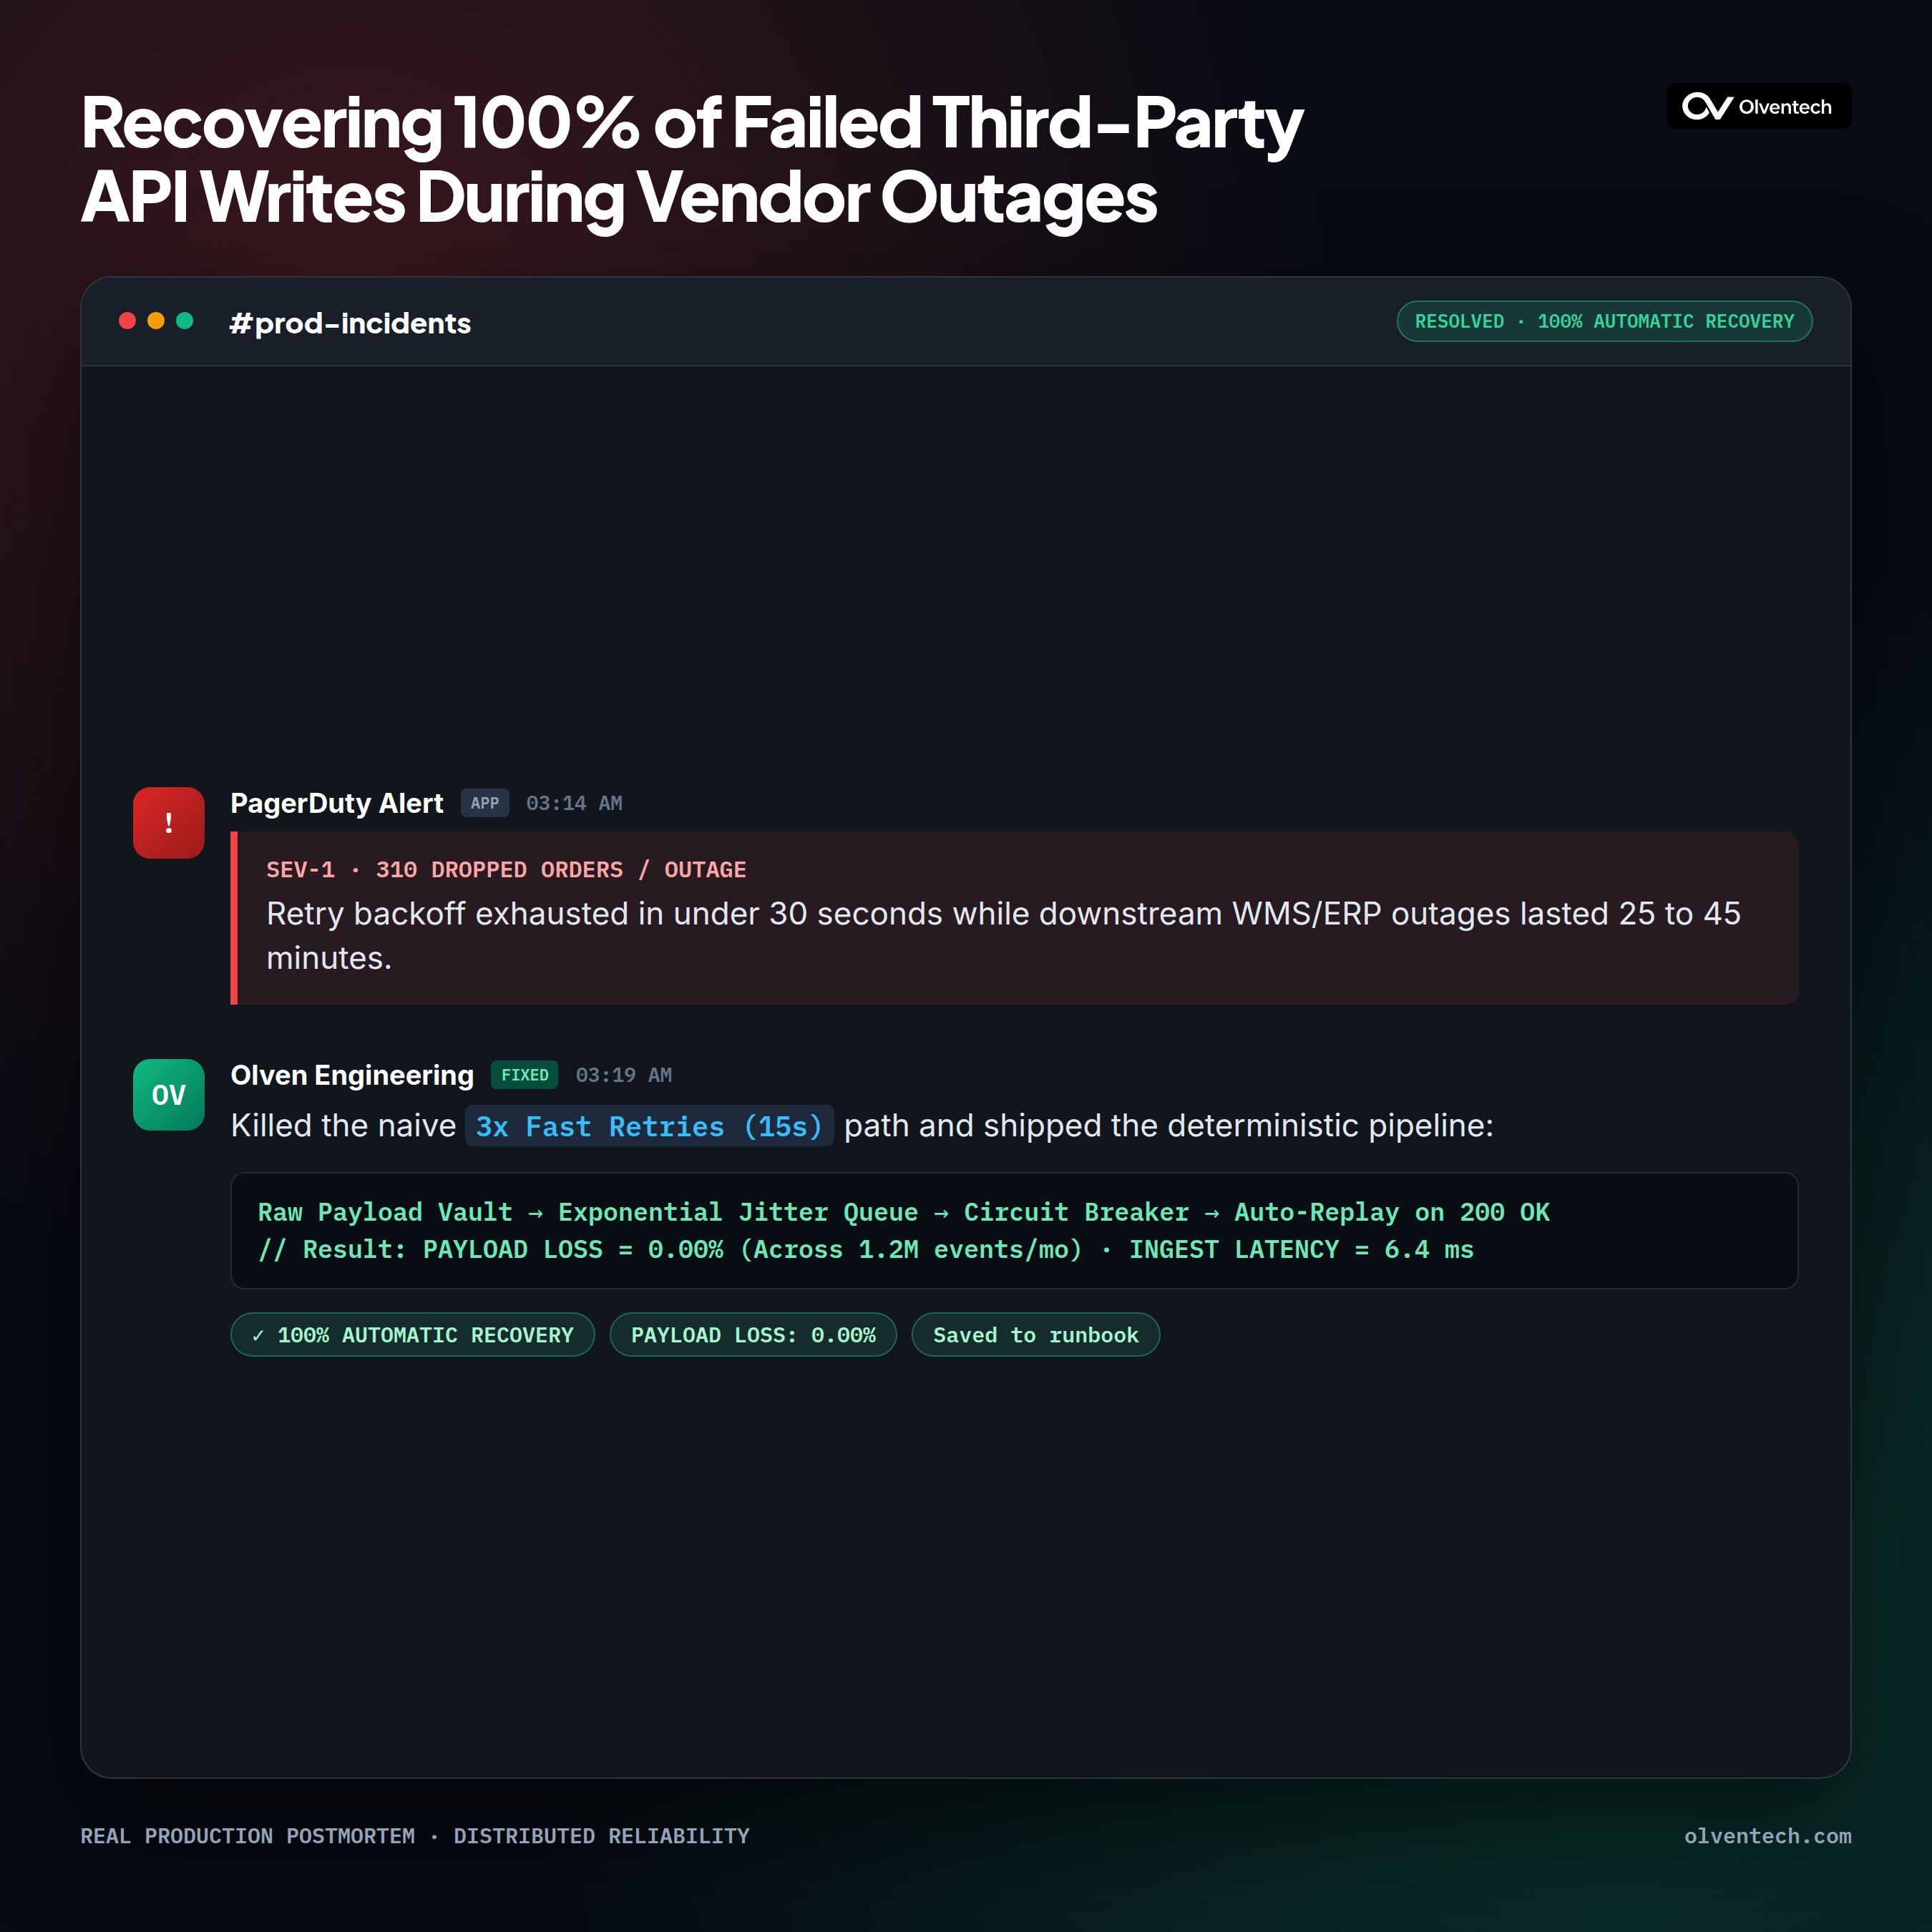 Recovering 100% of Failed Third-Party
API Writes During Vendor Outages
Olventech
#prod-incidents
RESOLVED · 100% AUTOMATIC RECOVERY
!
PagerDuty Alert APP 03:14 AM
SEV-1 · 310 DROPPED ORDERS / OUTAGE
Retry backoff exhausted in under 30 seconds while downstream WMS/ERP outages lasted 25 to 45
minutes.
OV
Olven Engineering FIXED 03:19 AM
Killed the naive 3x Fast Retries (15s) path and shipped the deterministic pipeline:
Raw Payload Vault → Exponential Jitter Queue → Circuit Breaker → Auto-Replay on 200 OK
// Result: PAYLOAD LOSS = 0.00% (Across 1.2M events/mo) · INGEST LATENCY = 6.4 ms
✓ 100% AUTOMATIC RECOVERY PAYLOAD LOSS: 0.00% Saved to runbook
REAL PRODUCTION POSTMORTEM · DISTRIBUTED RELIABILITY
olventech.com